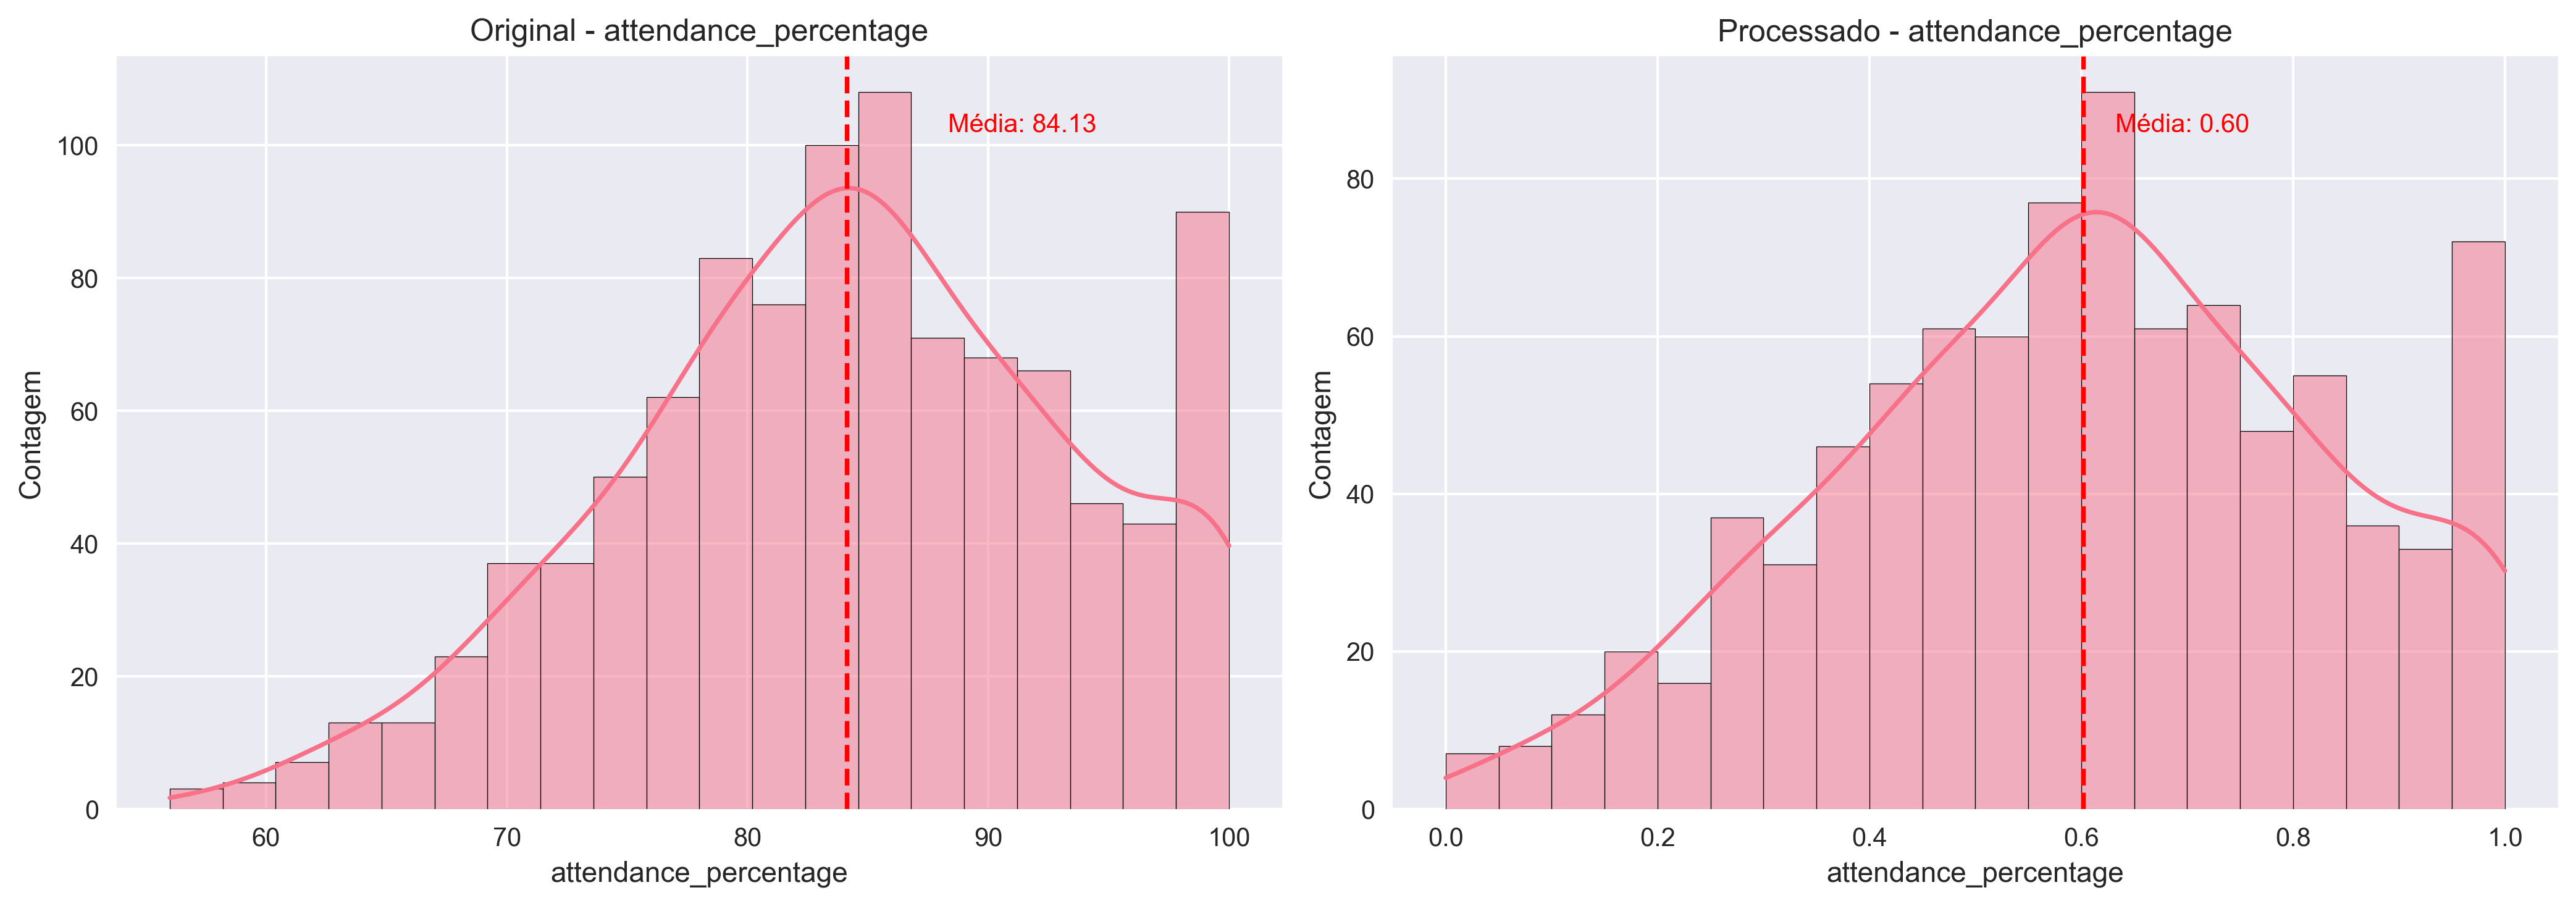 Original - attendance_percentage
Média: 84.13
Contagem
100
80
60
40
20
0
60 70 80 90 100
attendance_percentage
Processado - attendance_percentage
Média: 0.60
Contagem
80
60
40
20
0
0.0 0.2 0.4 0.6 0.8 1.0
attendance_percentage